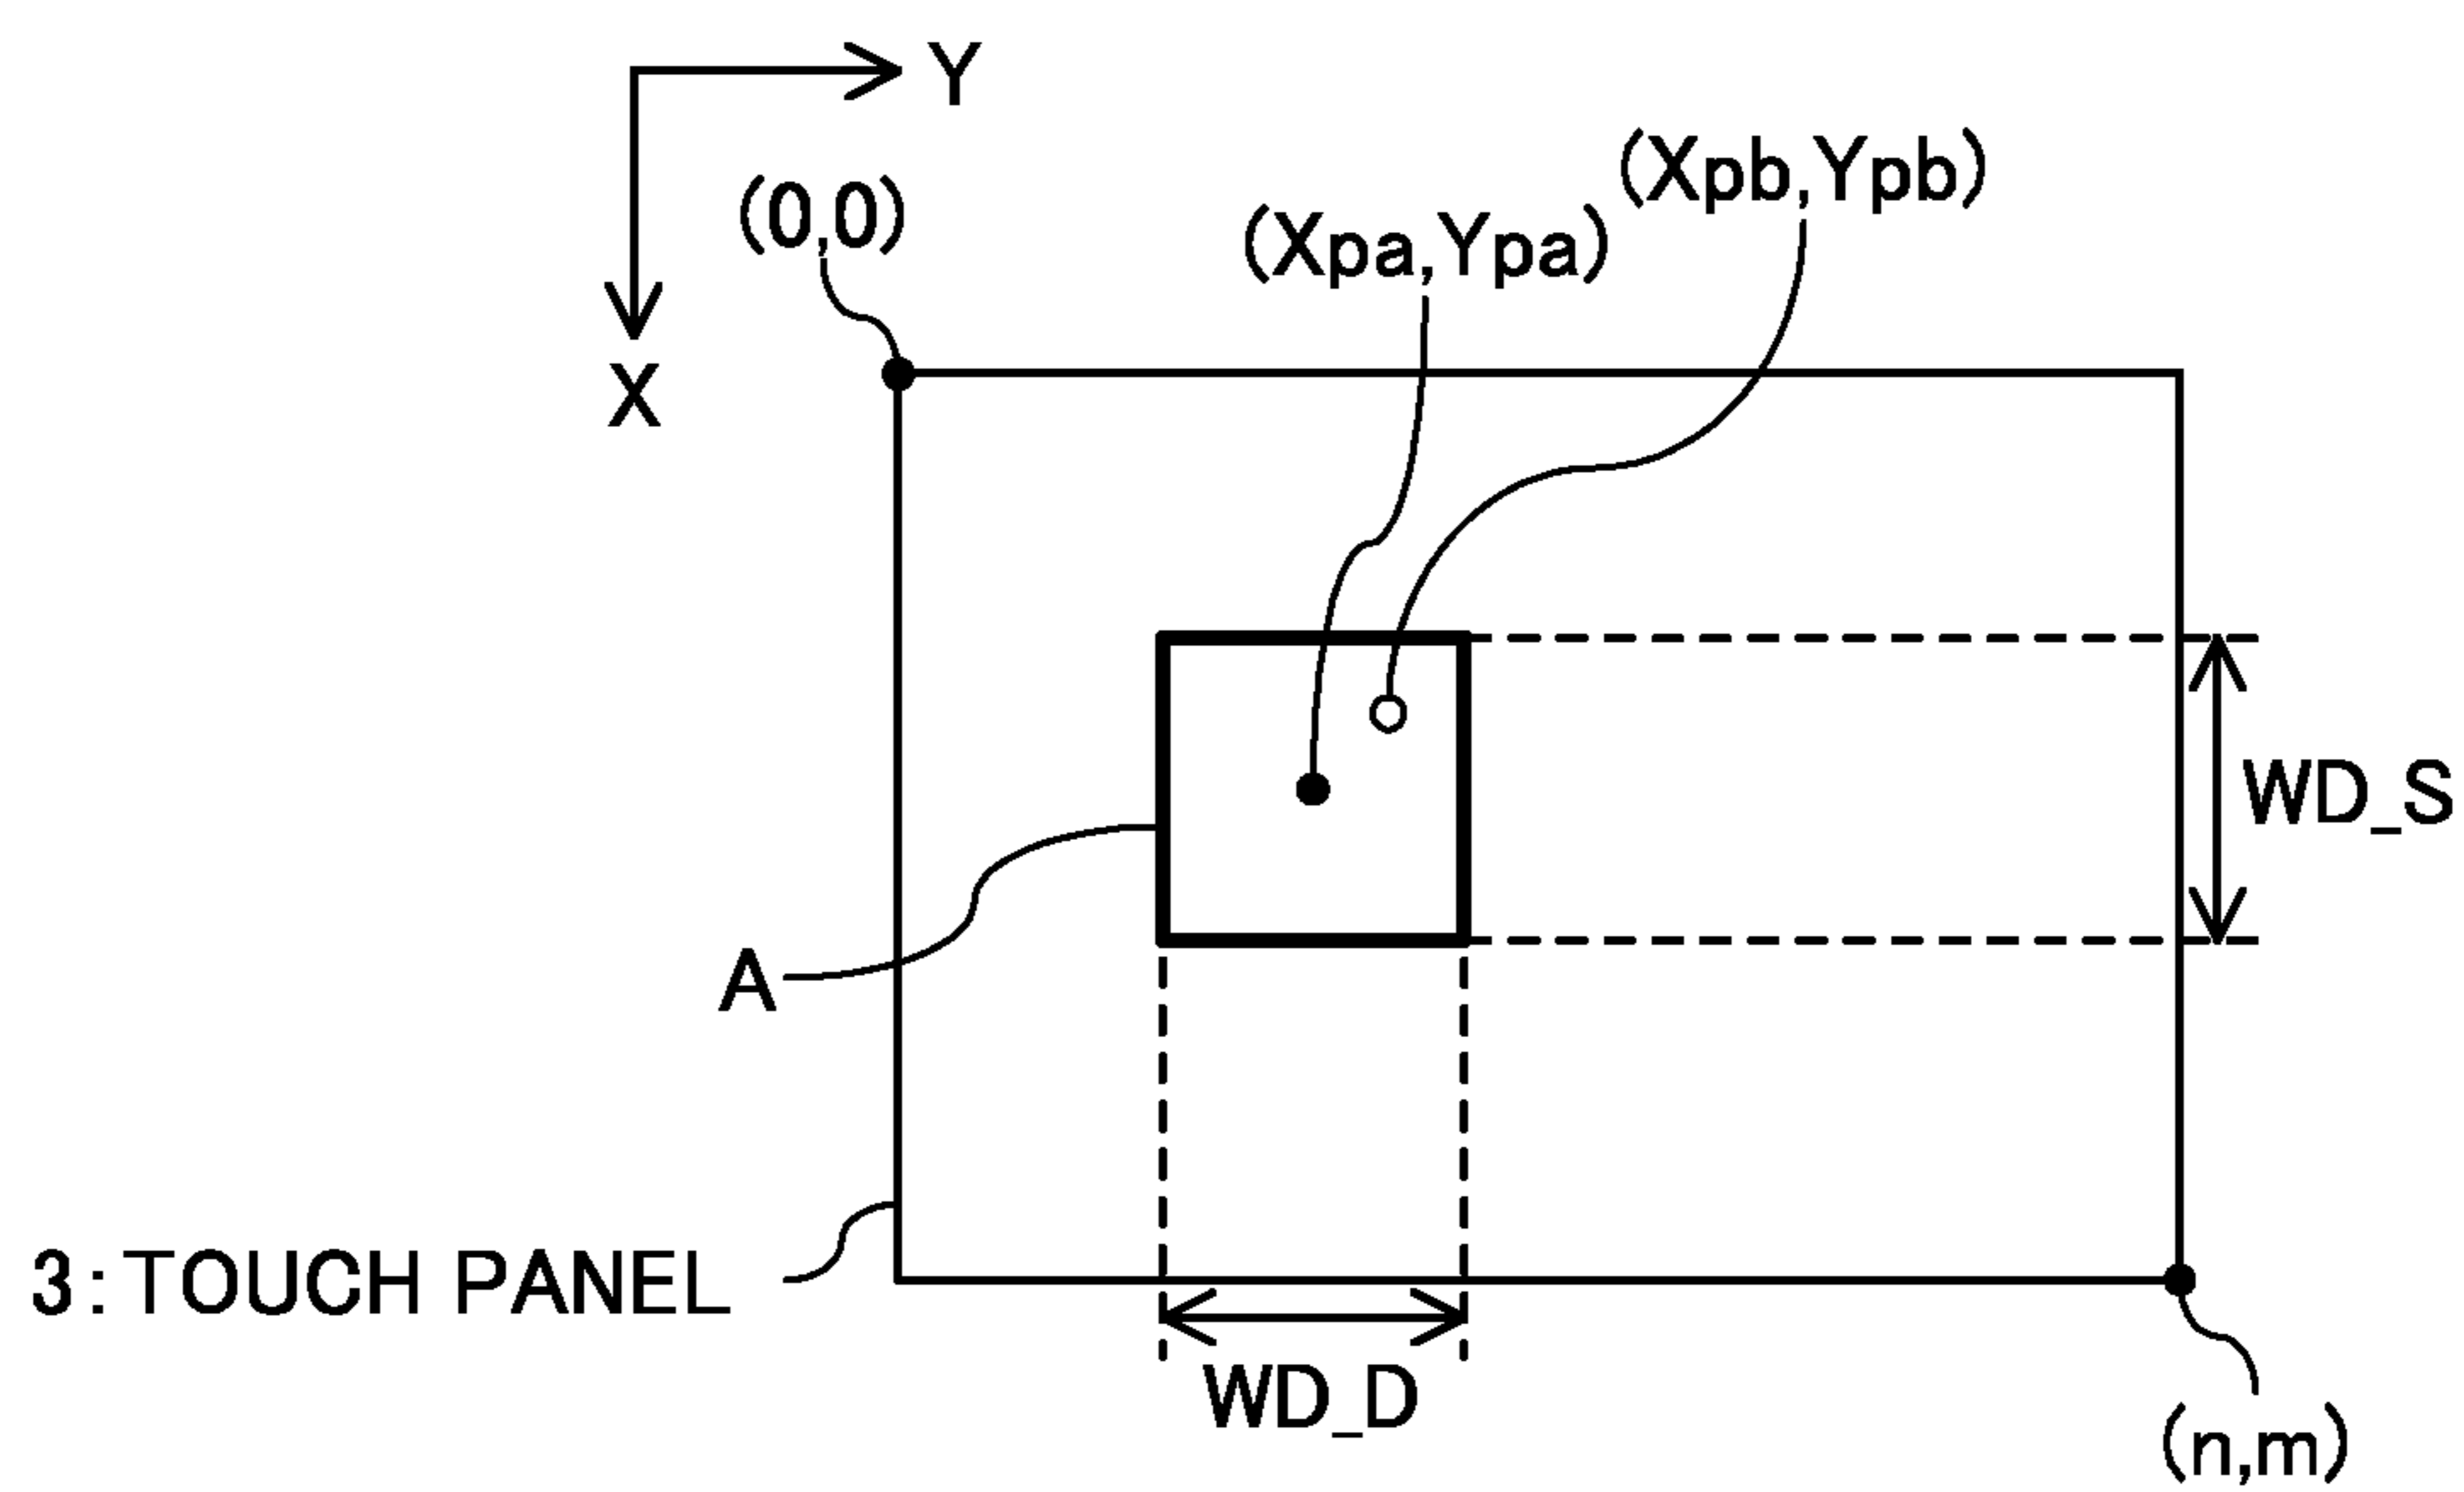 Y
(Xpb,Ypb)
(0,0)
(Xpa,Ypa)
X
WD_S
A
3:TOUCH PANEL
WD_D
(n,m)